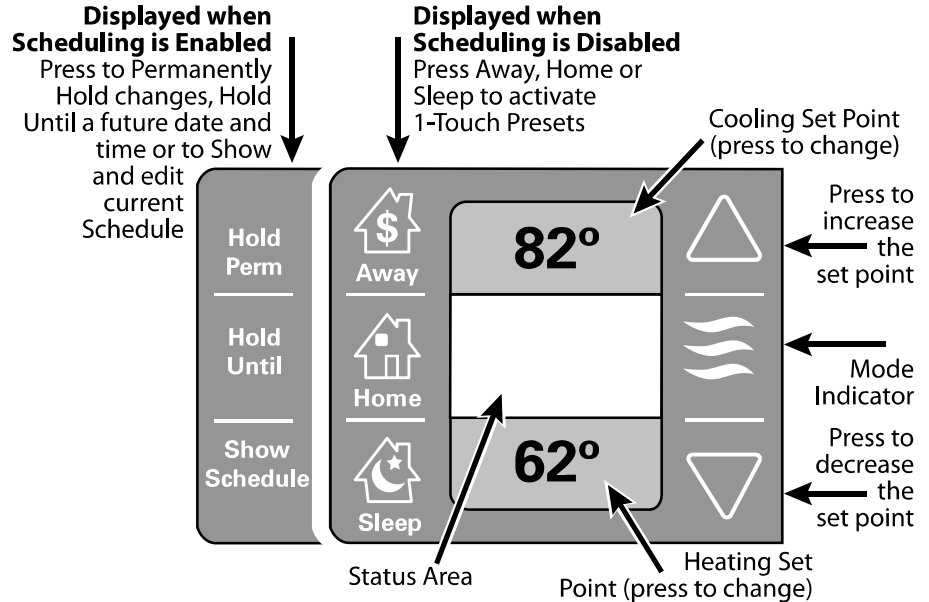 Displayed when
Scheduling is Enabled
Press to Permanently
Hold changes, Hold
Until a future date and
time or to Show
and edit
current
Schedule
Displayed when
Scheduling is Disabled
Press Away, Home or
Sleep to activate
1-Touch Presets
Cooling Set Point
(press to change)
Hold
Perm
Hold
Until
Show
Schedule
$
Away
Home
Sleep
82º
62º
Press to
increase
the
set point
Mode
Indicator
Press to
decrease
the
set point
Status Area
Heating Set
Point (press to change)